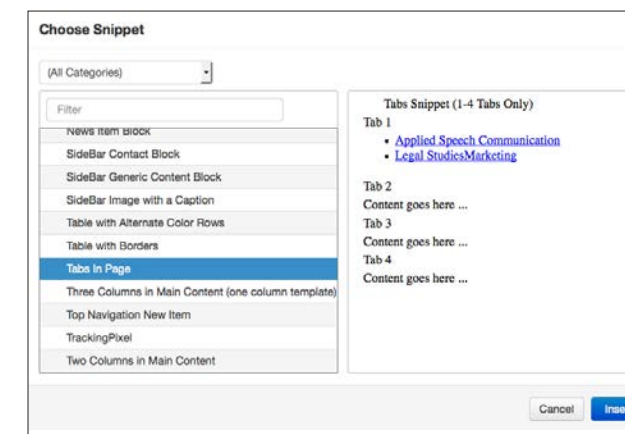 Choose Snippet
(All Categories)
Filter
News Item Block
SideBar Contact Block
SideBar Generic Content Block
SideBar Image with a Caption
Table with Alternate Color Rows
Table with Borders
Tabs In Page
Three Columns in Main Content (one column template)
Top Navigation New Item
TrackingPixel
Two Columns in Main Content
Tabs Snippet (1-4 Tabs Only)
Tab 1
Applied Speech Communication
Legal StudiesMarketing
Tab 2
Content goes here ...
Tab 3
Content goes here ...
Tab 4
Content goes here ...
Cancel
Inse